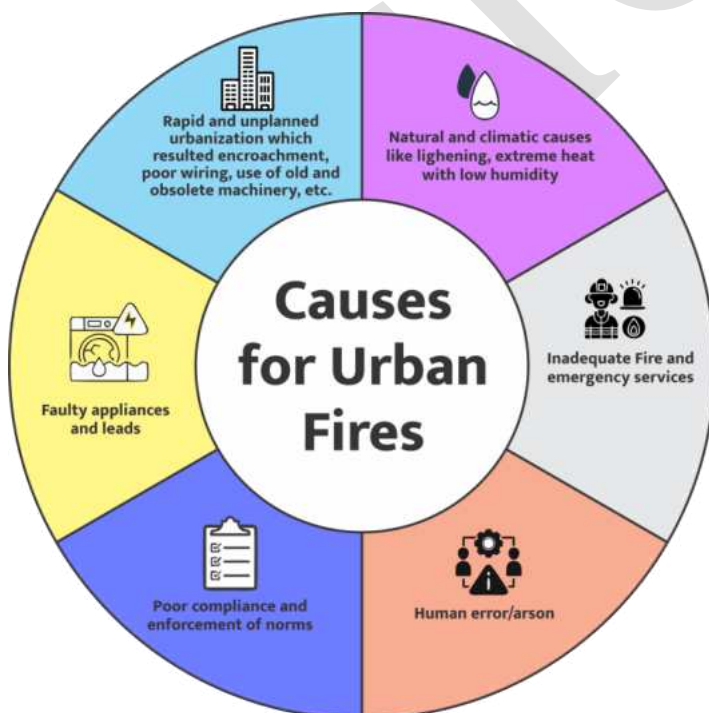 Causes
for Urban
Fires
Rapid and unplanned
urbanization which
resulted encroachment,
poor wiring, use of old and
obsolete machinery, etc.
Natural and climatic causes
like lighening, extreme heat
with low humidity
Inadequate Fire and
emergency services
Human error/arson
Poor compliance and
enforcement of norms
Faulty appliances
and leads